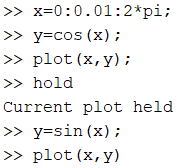 >> x=0:0.01:2*pi;
>> y=cos(x);
>> plot(x,y);
>> hold
Current plot held
>> y=sin(x);
>> plot(x,y)